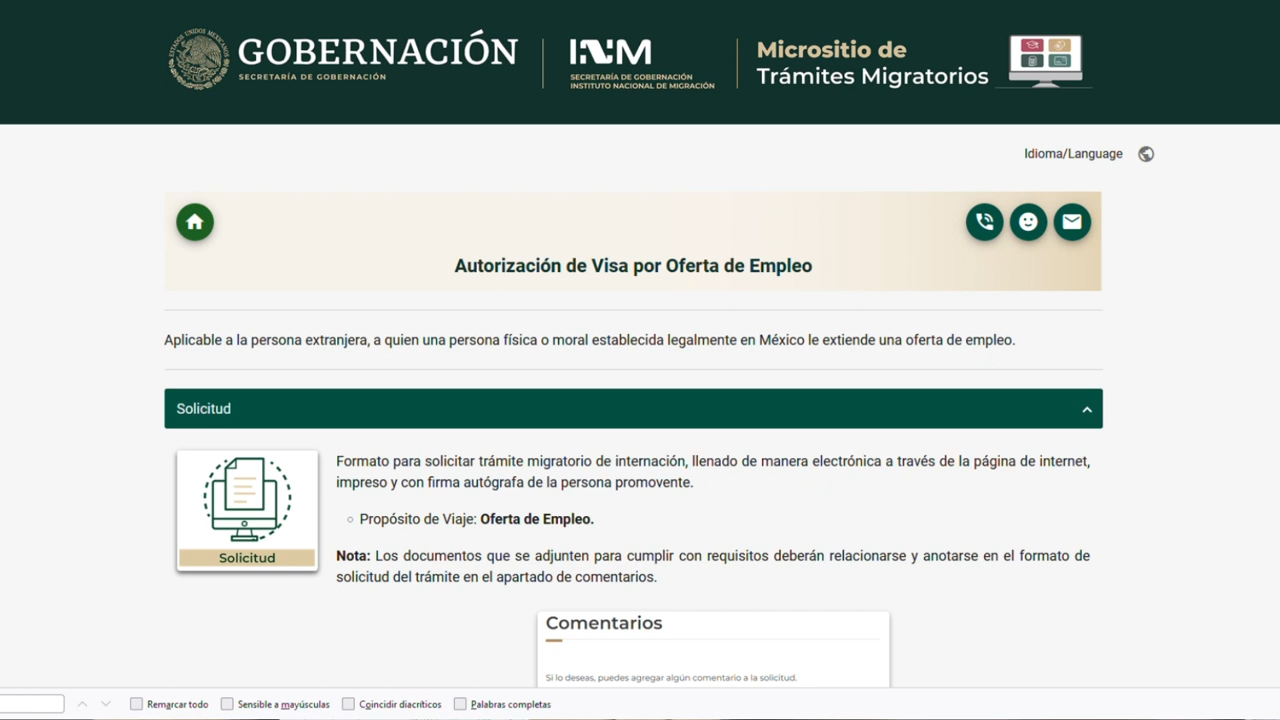 ESTADOS UNIDOS MEXICANOS
GOBERNACIÓN
SECRETARÍA DE GOBERNACIÓN
INM
SECRETARÍA DE GOBERNACIÓN
INSTITUTO NACIONAL DE MIGRACIÓN
Micrositio de
Trámites Migratorios
Idioma/Language
Autorización de Visa por Oferta de Empleo
Aplicable a la persona extranjera, a quien una persona física o moral establecida legalmente en México le extiende una oferta de empleo.
Solicitud
Formato para solicitar trámite migratorio de internación, llenado de manera electrónica a través de la página de internet,
impreso y con firma autógrafa de la persona promovente.
Propósito de Viaje: Oferta de Empleo.
Solicitud
Nota: Los documentos que se adjunten para cumplir con requisitos deberán relacionarse y anotarse en el formato de
solicitud del trámite en el apartado de comentarios.
Comentarios
Si lo deseas, puedes agregar algún comentario a la solicitud.
Remarcar todo Sensible a mayúsculas Coincidir diacríticos Palabras completas